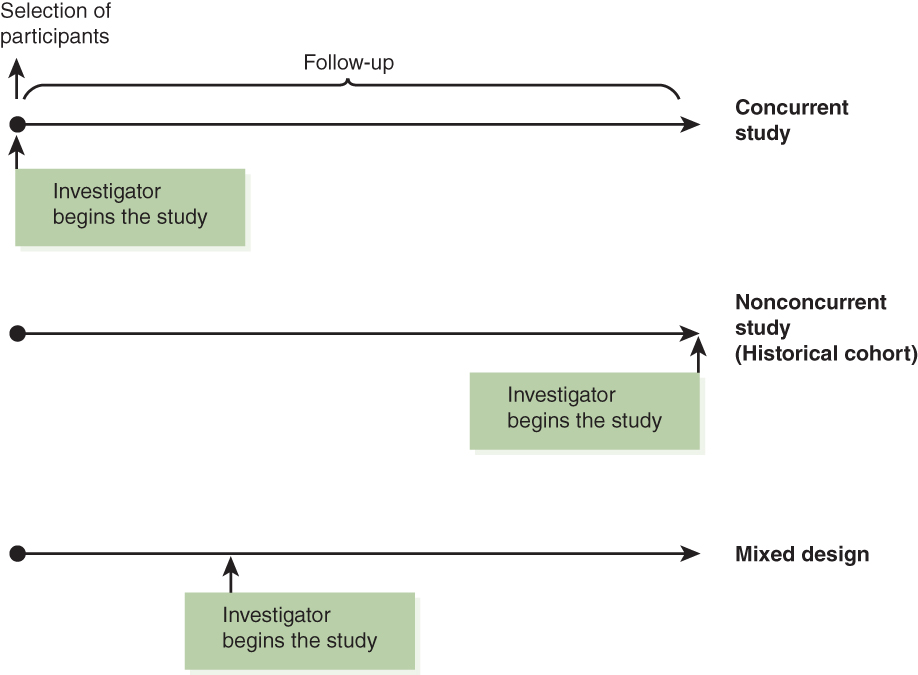 Selection of
participants
Follow-up
Concurrent
study
Investigator
begins the study
Nonconcurrent
study
(Historical cohort)
Investigator
begins the study
Mixed design
Investigator
begins the study